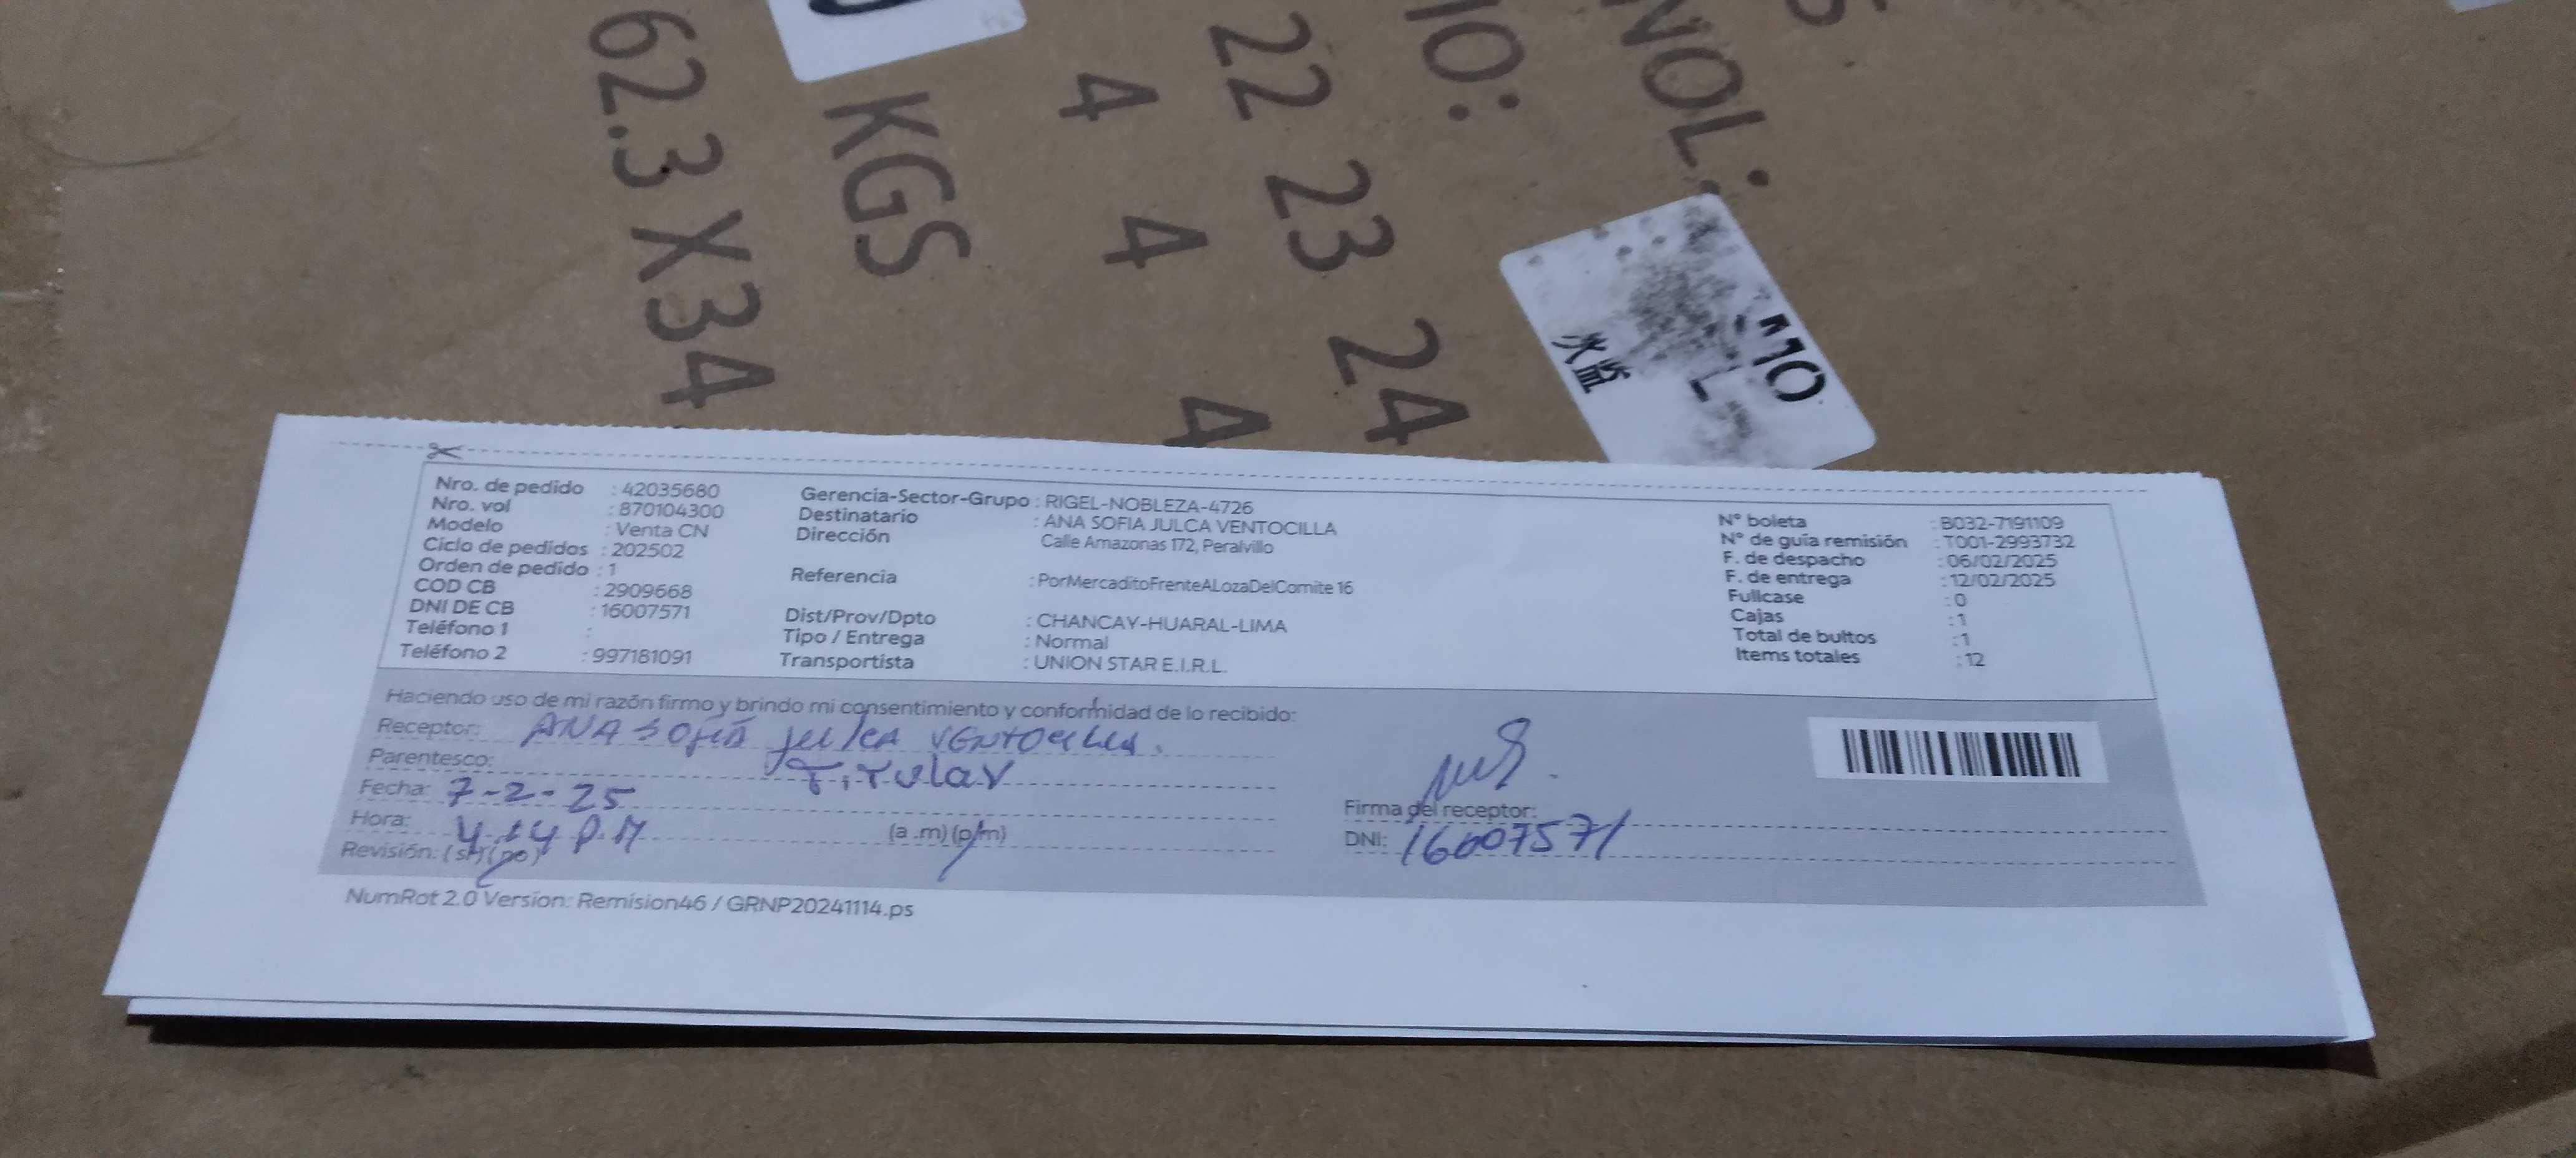 62.3 X34
KGS
4 4 4
22 23 24
IO:
NOL:
10
Nro. de pedido : 42035680
Nro. vol : 870104300
Modelo : Venta CN
Ciclo de pedidos : 202502
Orden de pedido : 1
COD CB : 2909668
DNI DE CB : 16007571
Teléfono 1 :
Teléfono 2 : 997181091
Gerencia-Sector-Grupo : RIGEL-NOBLEZA-4726
Destinatario : ANA SOFIA JULCA VENTOCILLA
Dirección Calle Amazonas 172, Peralvillo
Referencia : PorMercaditoFrenteALozaDelComite 16
Dist/Prov/Dpto : CHANCAY-HUARAL-LIMA
Tipo / Entrega : Normal
Transportista : UNION STAR E.I.R.L.
N° boleta : B032-7191109
N° de guía remisión : T001-2993732
F. de despacho : 06/02/2025
F. de entrega : 12/02/2025
Fullcase : 0
Cajas : 1
Total de bultos : 1
Items totales : 12
Haciendo uso de mi razón firmo y brindo mi consentimiento y conformidad de lo recibido:
Receptor: ANA Sofia Julca VENTOCILLA.
Parentesco: Titular
Fecha: 7-2-25
Hora: 4:14 P.M (a .m) (p/m)
Revisión: (si) (no)
Firma del receptor:
DNI: 16007571
NumRot 2.0 Version: Remision46 / GRNP20241114.ps